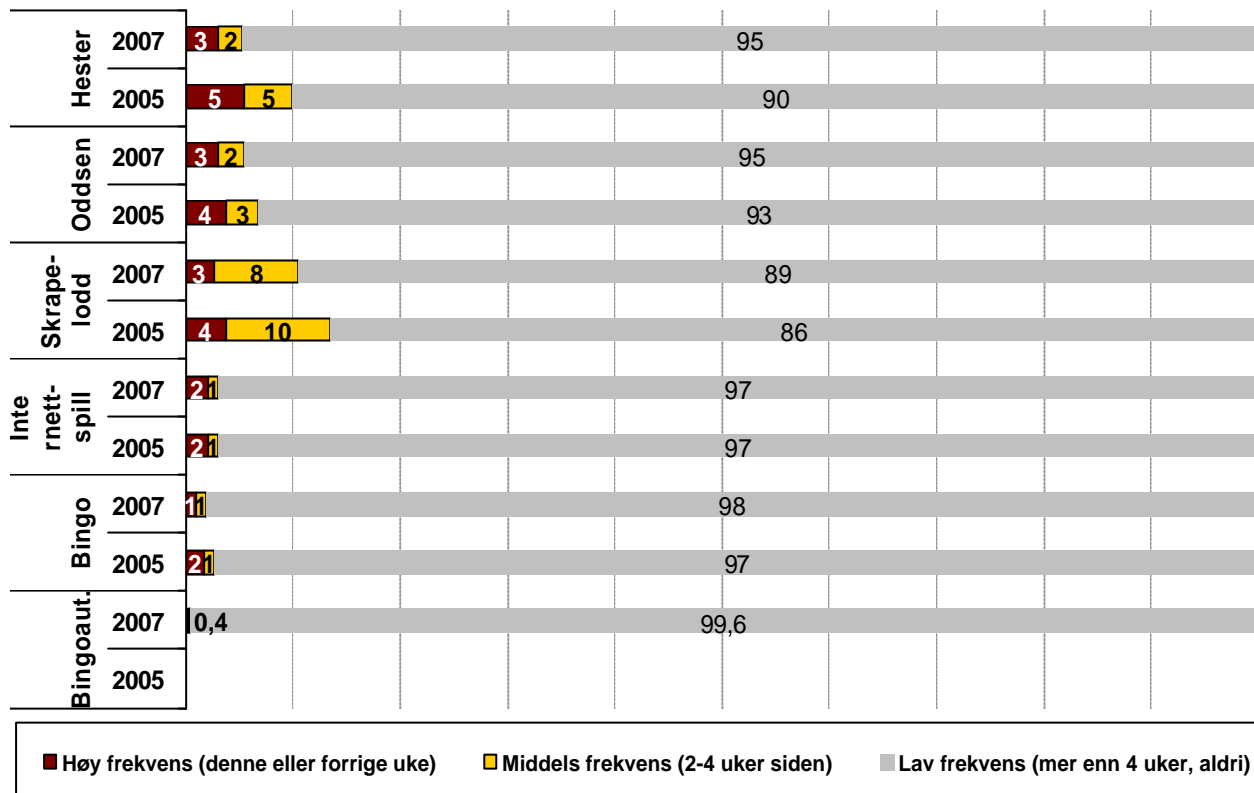 Hester
2007 3 2 95
2005 5 5 90
Oddsen
2007 3 2 95
2005 4 3 93
Skrape-
lodd
2007 3 8 89
2005 4 10 86
Inte
rnett-
spill
2007 2 1 97
2005 2 1 97
Bingo
2007 1 1 98
2005 2 1 97
Bingoaut.
2007 0,4 99,6
2005
Høy frekvens (denne eller forrige uke) Middels frekvens (2-4 uker siden) Lav frekvens (mer enn 4 uker, aldri)